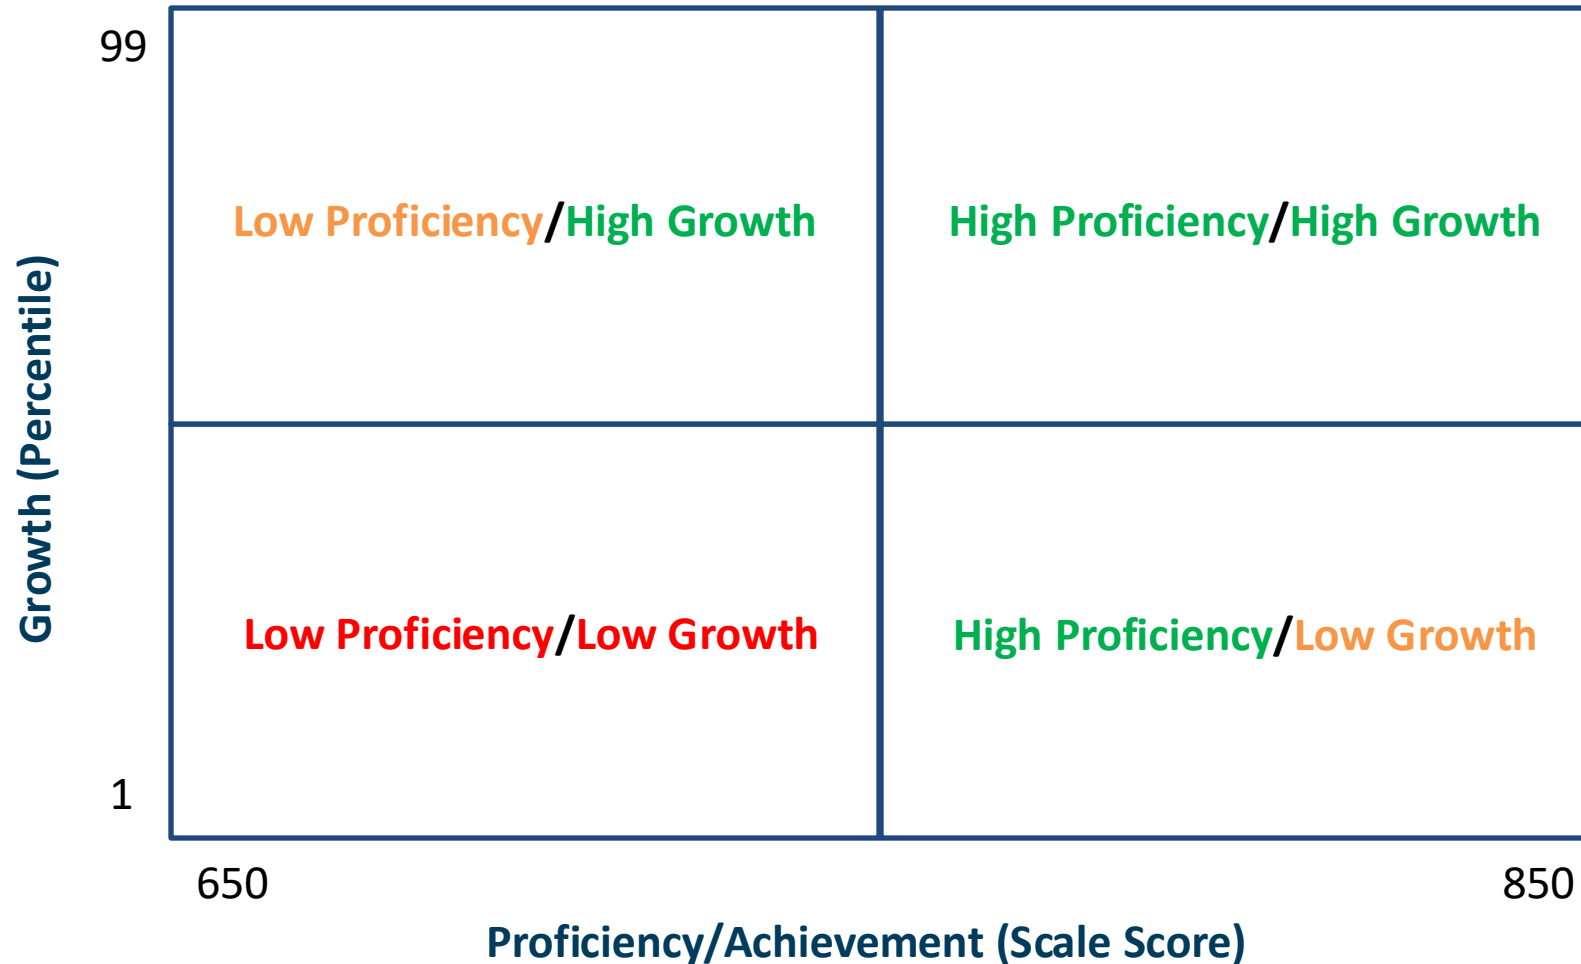 99
Low Proficiency/High Growth
High Proficiency/High Growth
Growth (Percentile)
Low Proficiency/Low Growth
High Proficiency/Low Growth
1
650
850
Proficiency/Achievement (Scale Score)